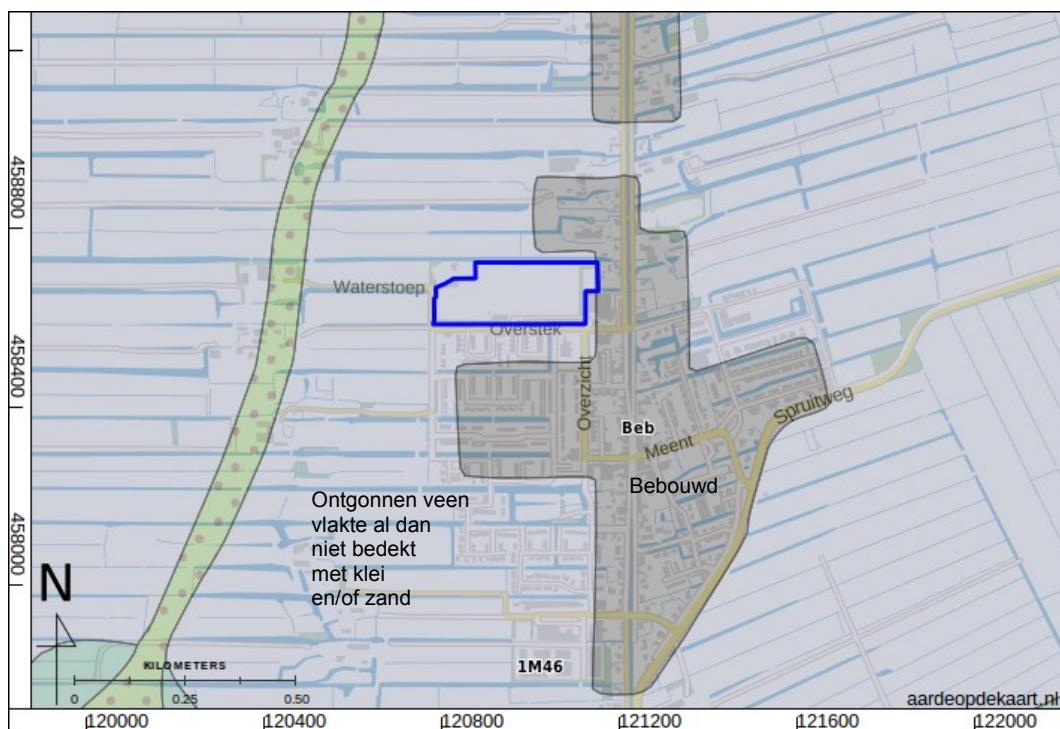 458800
458400
458000
Waterstoep
Overstek
Overzicht
Beb
Meent
Spruitweg
Bebouwd
Ontgonnen veen
vlakte al dan
niet bedekt
met klei
en/of zand
N
KILOMETERS
0 0.25 0.50
1M46
aardeopdekaart.nl
120000 120400 120800 121200 121600 122000